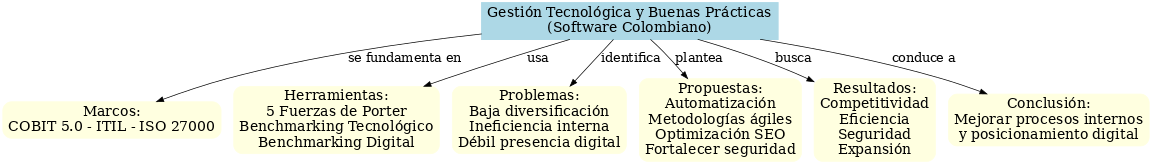 Gestión Tecnológica y Buenas Prácticas
(Software Colombiano)
se fundamenta en
usa
identifica
plantea
busca
conduce a
Marcos:
COBIT 5.0 - ITIL - ISO 27000
Herramientas:
5 Fuerzas de Porter
Benchmarking Tecnológico
Benchmarking Digital
Problemas:
Baja diversificación
Ineficiencia interna
Débil presencia digital
Propuestas:
Automatización
Metodologías ágiles
Optimización SEO
Fortalecer seguridad
Resultados:
Competitividad
Eficiencia
Seguridad
Expansión
Conclusión:
Mejorar procesos internos
y posicionamiento digital